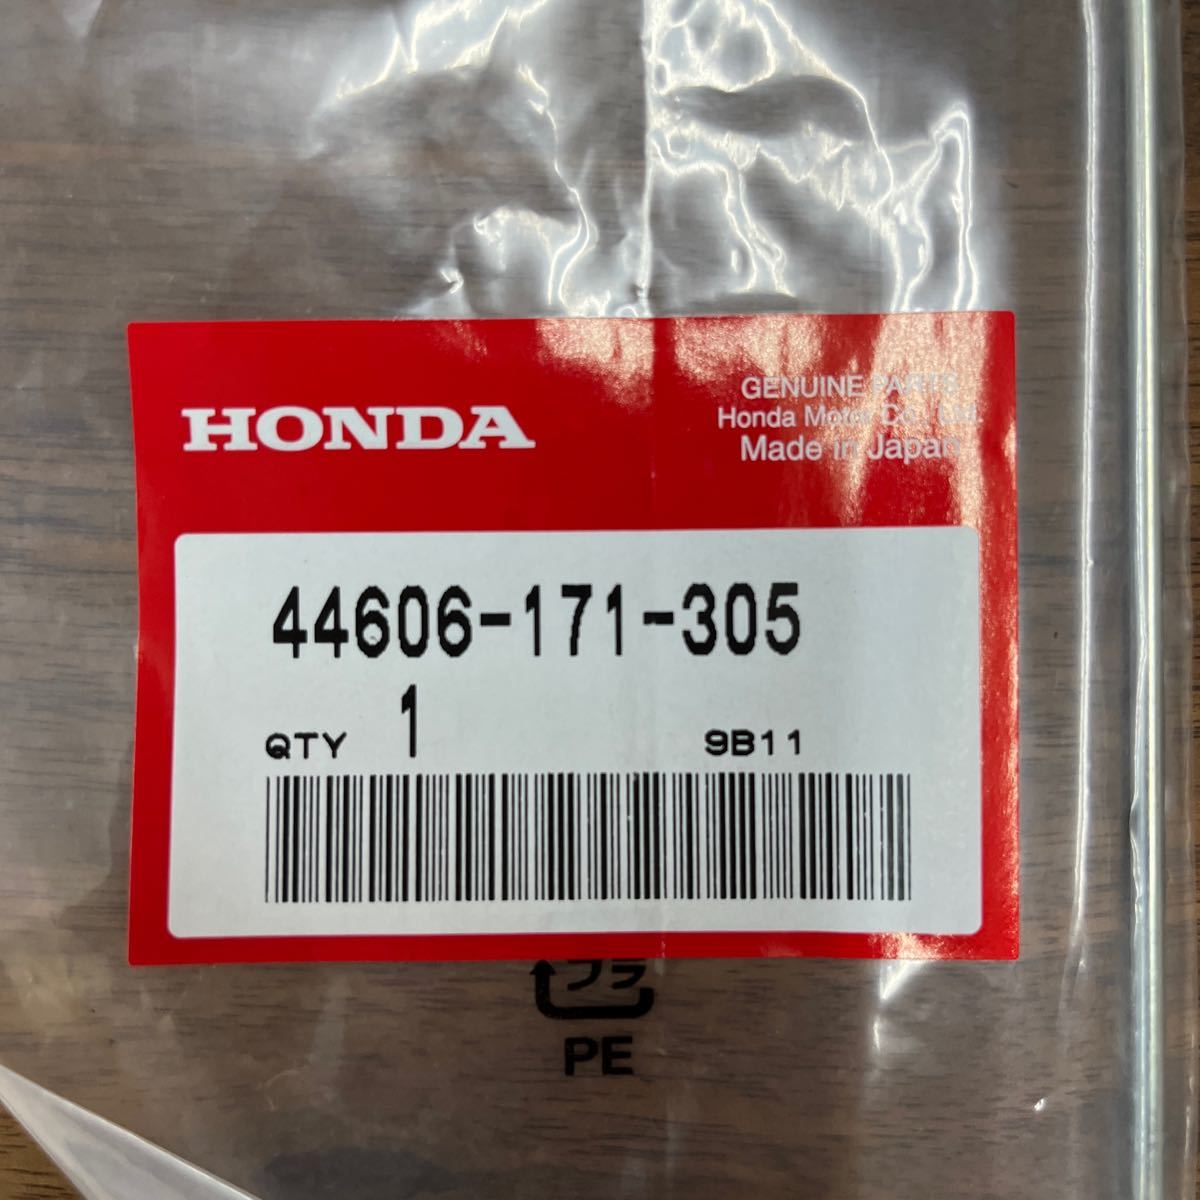 HONDA
GENUINE PARTS
Honda Motor Co., Ltd.
Made in Japan
44606-171-305
QTY 1 9B11
プラ
PE